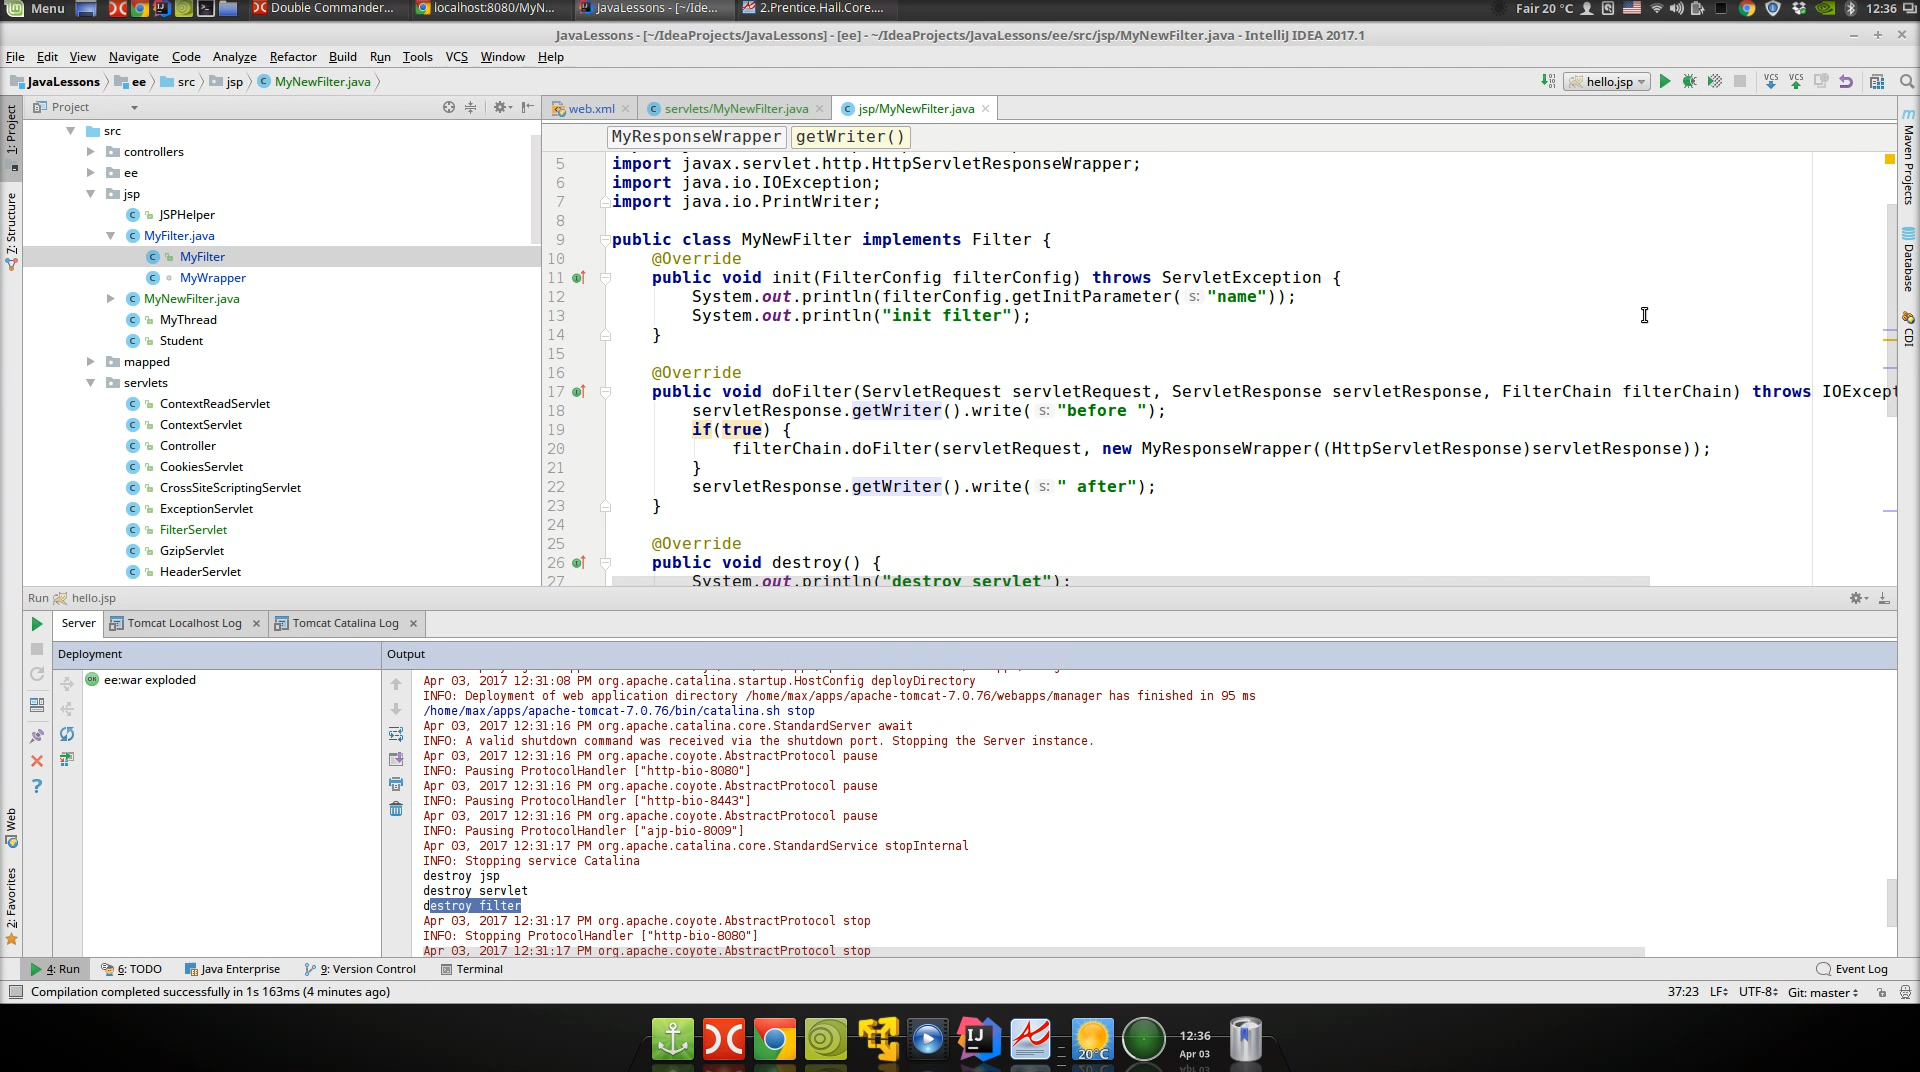 Menu Double Commander... localhost:8080/MyN... JavaLessons - [~/Ide... 2.Prentice.Hall.Core.... Fair 20 °C 12:36
JavaLessons - [~/IdeaProjects/JavaLessons] - [ee] - ~/IdeaProjects/JavaLessons/ee/src/jsp/MyNewFilter.java - IntelliJ IDEA 2017.1
File Edit View Navigate Code Analyze Refactor Build Run Tools VCS Window Help
JavaLessons ee src jsp MyNewFilter.java hello.jsp VCS VCS
Project web.xml servlets/MyNewFilter.java jsp/MyNewFilter.java
MyResponseWrapper getWriter()
1: Project
Z: Structure
Web
2: Favorites
src
controllers
ee
jsp
JSPHelper
MyFilter.java
MyFilter
MyWrapper
MyNewFilter.java
MyThread
Student
mapped
servlets
ContextReadServlet
ContextServlet
Controller
CookiesServlet
CrossSiteScriptingServlet
ExceptionServlet
FilterServlet
GzipServlet
HeaderServlet
5 import javax.servlet.http.HttpServletResponseWrapper;
6 import java.io.IOException;
7 import java.io.PrintWriter;
8
9 public class MyNewFilter implements Filter {
10 @Override
11 public void init(FilterConfig filterConfig) throws ServletException {
12 System.out.println(filterConfig.getInitParameter( s: "name"));
13 System.out.println("init filter");
14 }
15
16 @Override
17 public void doFilter(ServletRequest servletRequest, ServletResponse servletResponse, FilterChain filterChain) throws IOExcept
18 servletResponse.getWriter().write( s: "before ");
19 if(true) {
20 filterChain.doFilter(servletRequest, new MyResponseWrapper((HttpServletResponse)servletResponse));
21 }
22 servletResponse.getWriter().write( s: " after");
23 }
24
25 @Override
26 public void destroy() {
27 System.out.println("destroy servlet");
Maven Projects
Database
CDI
Run hello.jsp
Server Tomcat Localhost Log Tomcat Catalina Log
Deployment Output
ee:war exploded
Apr 03, 2017 12:31:08 PM org.apache.catalina.startup.HostConfig deployDirectory
INFO: Deployment of web application directory /home/max/apps/apache-tomcat-7.0.76/webapps/manager has finished in 95 ms
/home/max/apps/apache-tomcat-7.0.76/bin/catalina.sh stop
Apr 03, 2017 12:31:16 PM org.apache.catalina.core.StandardServer await
INFO: A valid shutdown command was received via the shutdown port. Stopping the Server instance.
Apr 03, 2017 12:31:16 PM org.apache.coyote.AbstractProtocol pause
INFO: Pausing ProtocolHandler ["http-bio-8080"]
Apr 03, 2017 12:31:16 PM org.apache.coyote.AbstractProtocol pause
INFO: Pausing ProtocolHandler ["http-bio-8443"]
Apr 03, 2017 12:31:16 PM org.apache.coyote.AbstractProtocol pause
INFO: Pausing ProtocolHandler ["ajp-bio-8009"]
Apr 03, 2017 12:31:17 PM org.apache.catalina.core.StandardService stopInternal
INFO: Stopping service Catalina
destroy jsp
destroy servlet
destroy filter
Apr 03, 2017 12:31:17 PM org.apache.coyote.AbstractProtocol stop
INFO: Stopping ProtocolHandler ["http-bio-8080"]
Apr 03, 2017 12:31:17 PM org.apache.coyote.AbstractProtocol stop
4: Run 6: TODO Java Enterprise 9: Version Control Terminal Event Log
Compilation completed successfully in 1s 163ms (4 minutes ago) 37:23 LF UTF-8 Git: master
IJ 20°C 12:36
Apr 03